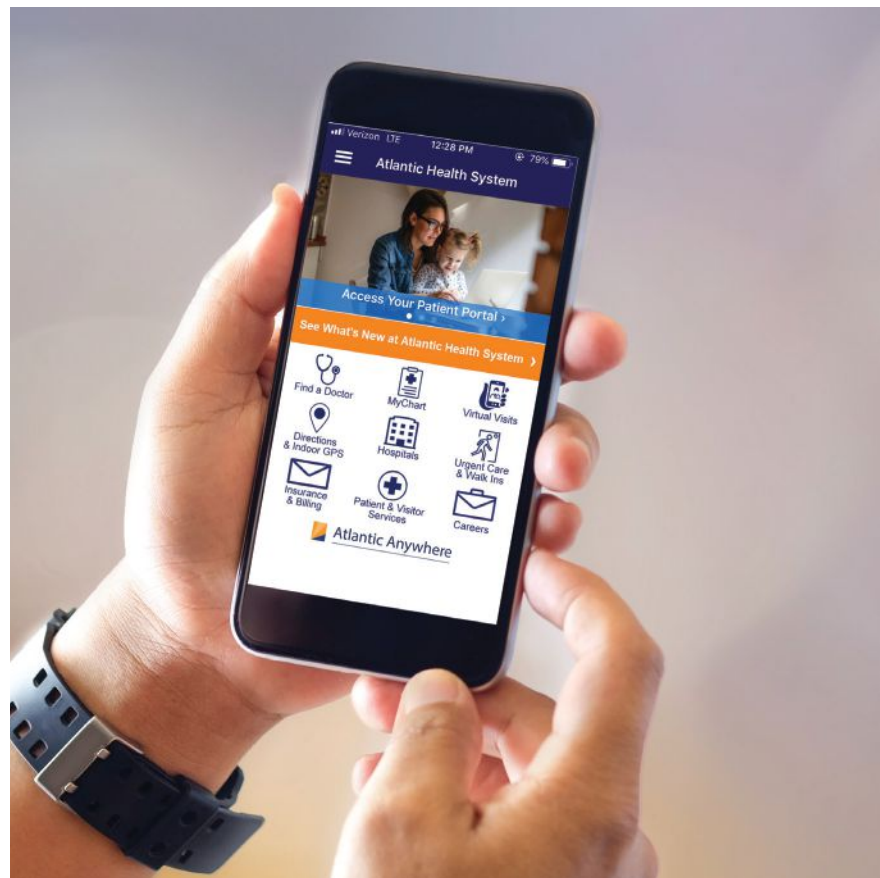 Verizon LTE 12:28 PM 79%
Atlantic Health System
Access Your Patient Portal ›
See What's New at Atlantic Health System ❯
Find a Doctor
MyChart
Virtual Visits
Directions
& Indoor GPS
Hospitals
Urgent Care
& Walk Ins
Insurance
& Billing
Patient & Visitor
Services
Careers
Atlantic Anywhere